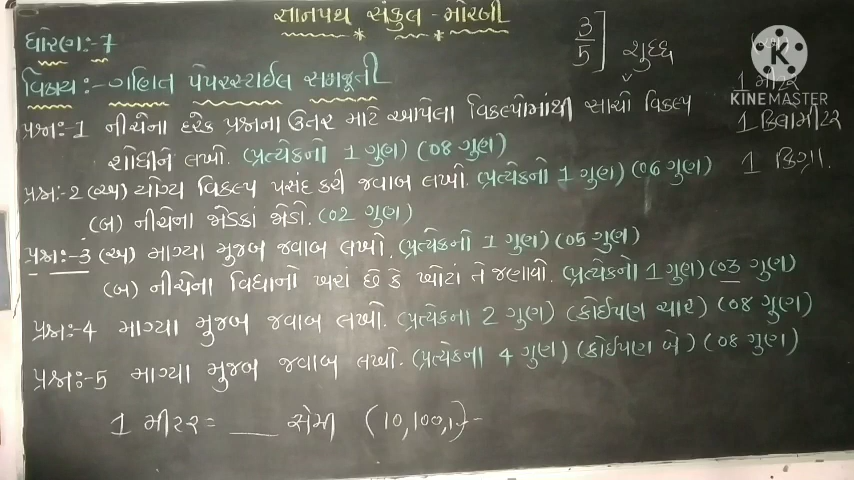 જ્ઞાનપથ સંકુલ - મોરબી
ધોરણ:-7
વિષય:- ગણિત પેપરસ્ટાઈલ સમજૂતી
પ્રશ્ન:-1 નીચેના દરેક પ્રશ્નના ઉત્તર માટે આપેલા વિકલ્પોમાંથી સાચો વિકલ્પ
શોધીને લખો. (પ્રત્યેકનો 1 ગુણ) (08 ગુણ)
પ્રશ્ન:-2 (અ) યોગ્ય વિકલ્પ પસંદ કરી જવાબ લખો. (પ્રત્યેકનો 1 ગુણ) (06 ગુણ)
(બ) નીચેના જોડકાં જોડો. (02 ગુણ)
પ્રશ્ન:-3 (અ) માગ્યા મુજબ જવાબ લખો. (પ્રત્યેકનો 1 ગુણ) (05 ગુણ)
(બ) નીચેના વિધાનો ખરાં છે કે ખોટાં તે જણાવો. (પ્રત્યેકનો 1 ગુણ) (03 ગુણ)
પ્રશ્ન:-4 માગ્યા મુજબ જવાબ લખો. (પ્રત્યેકના 2 ગુણ) (કોઈપણ ચાર) (08 ગુણ)
પ્રશ્ન:-5 માગ્યા મુજબ જવાબ લખો. (પ્રત્યેકના 4 ગુણ) (કોઈપણ બે) (08 ગુણ)
1 મીટર = ___ સેમી (10, 100, 1
3/5] શુદ્ધ
1 મીટર
KINEMASTER
1 કિલોમીટર
1 કિગ્રા.